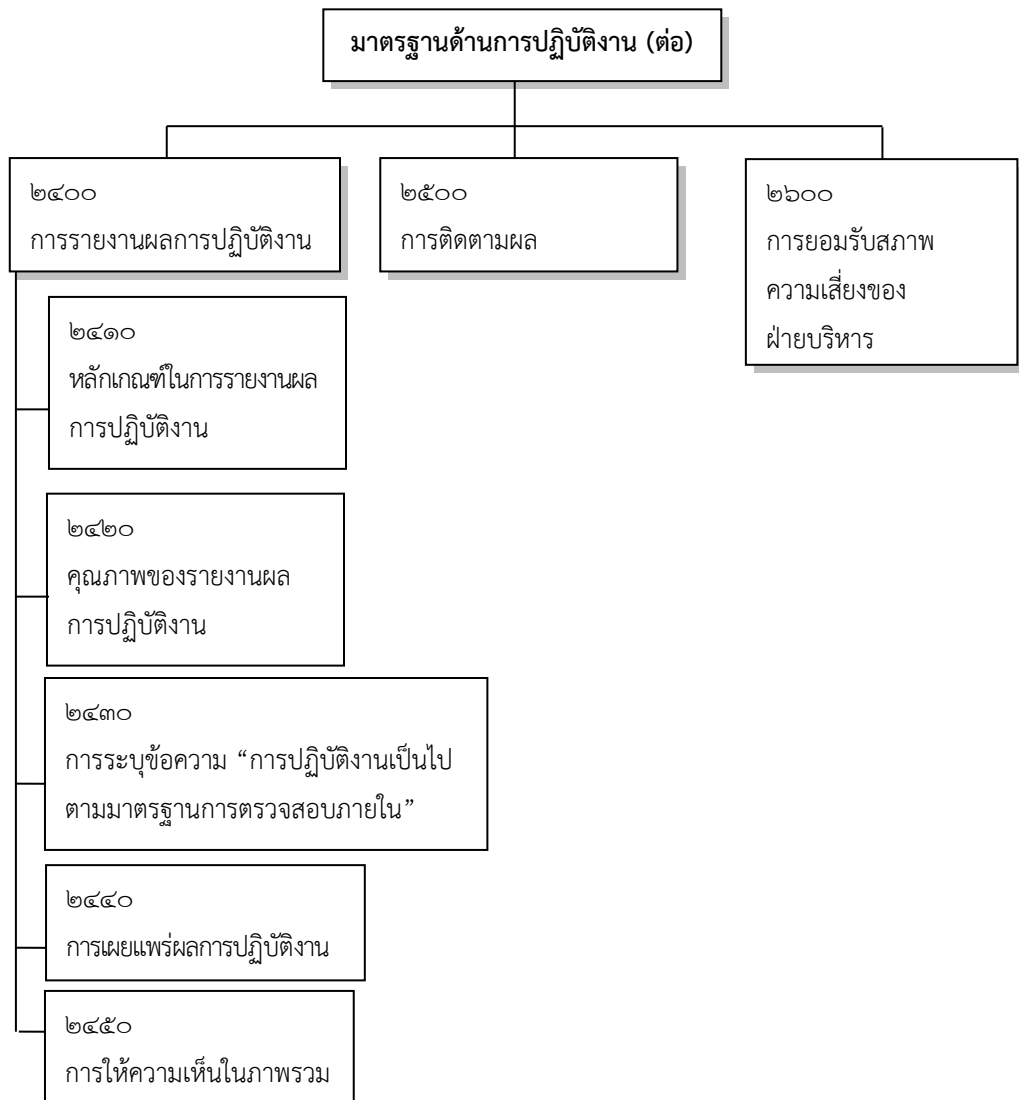 มาตรฐานด้านการปฏิบัติงาน (ต่อ)
๒๔๐๐
การรายงานผลการปฏิบัติงาน
๒๕๐๐
การติดตามผล
๒๖๐๐
การยอมรับสภาพ
ความเสี่ยงของ
ฝ่ายบริหาร
๒๔๑๐
หลักเกณฑ์ในการรายงานผล
การปฏิบัติงาน
๒๔๒๐
คุณภาพของรายงานผล
การปฏิบัติงาน
๒๔๓๐
การระบุข้อความ “การปฏิบัติงานเป็นไป
ตามมาตรฐานการตรวจสอบภายใน”
๒๔๔๐
การเผยแพร่ผลการปฏิบัติงาน
๒๔๕๐
การให้ความเห็นในภาพรวม